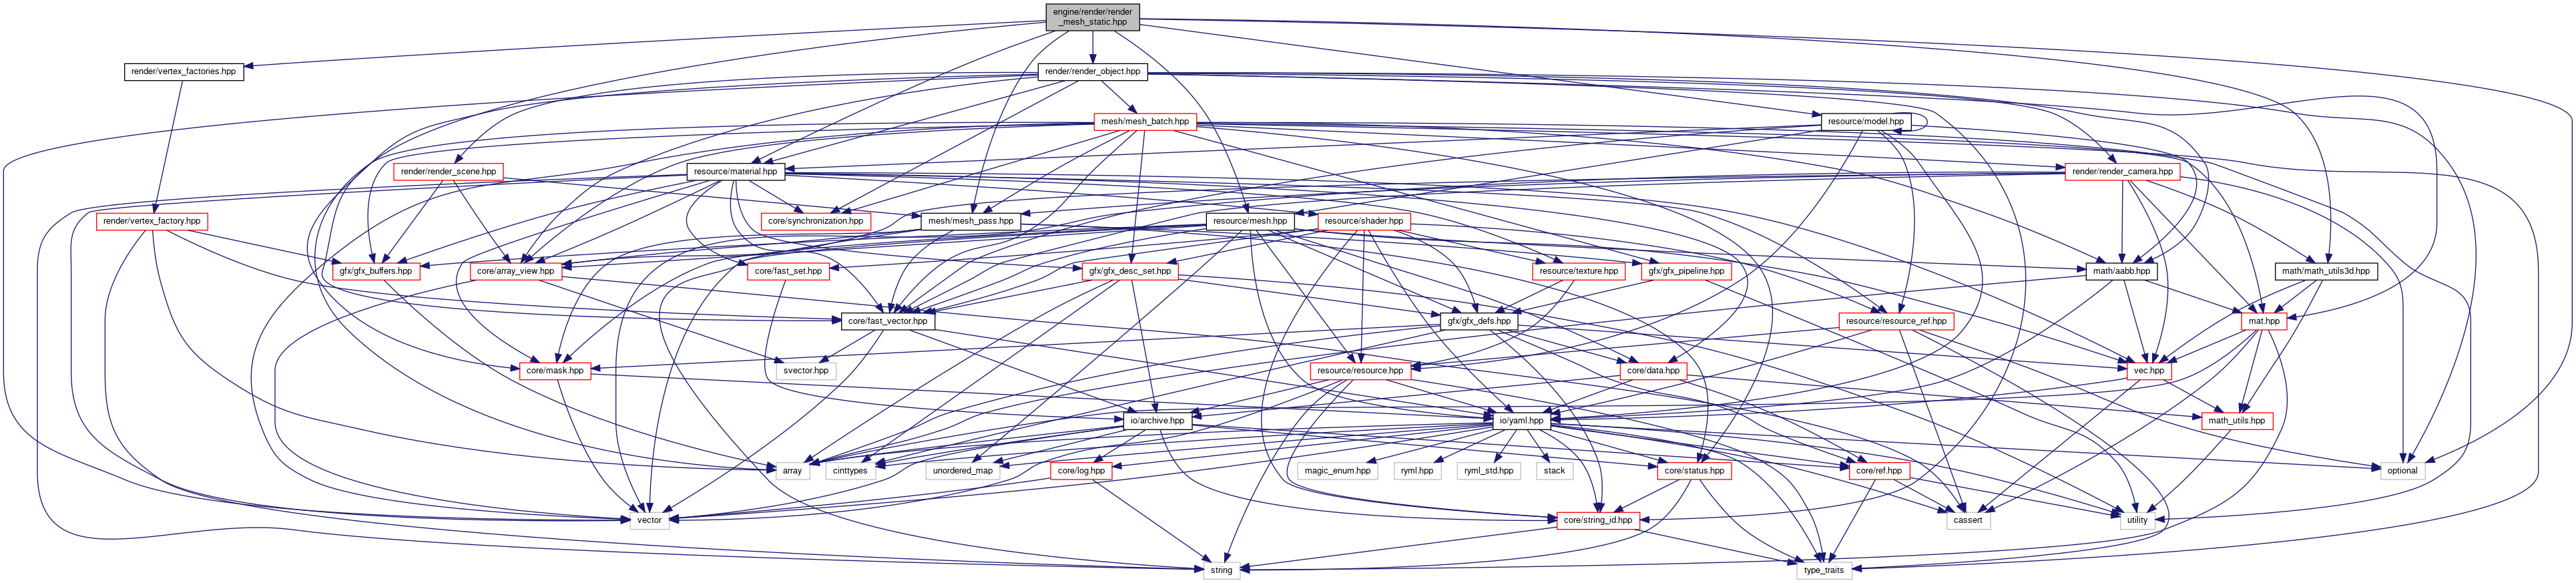 engine/render/render
_mesh_static.hpp
render/vertex_factories.hpp
render/render_object.hpp
mesh/mesh_batch.hpp
resource/model.hpp
render/render_scene.hpp
resource/material.hpp
render/render_camera.hpp
render/vertex_factory.hpp
core/synchronization.hpp
mesh/mesh_pass.hpp
resource/mesh.hpp
resource/shader.hpp
gfx/gfx_buffers.hpp
core/array_view.hpp
core/fast_set.hpp
gfx/gfx_desc_set.hpp
resource/texture.hpp
gfx/gfx_pipeline.hpp
math/aabb.hpp
math/math_utils3d.hpp
core/fast_vector.hpp
gfx/gfx_defs.hpp
resource/resource_ref.hpp
mat.hpp
core/mask.hpp
svector.hpp
resource/resource.hpp
core/data.hpp
vec.hpp
io/archive.hpp
io/yaml.hpp
math_utils.hpp
array
cinttypes
unordered_map
core/log.hpp
magic_enum.hpp
ryml.hpp
ryml_std.hpp
stack
core/status.hpp
core/ref.hpp
optional
vector
core/string_id.hpp
cassert
utility
string
type_traits